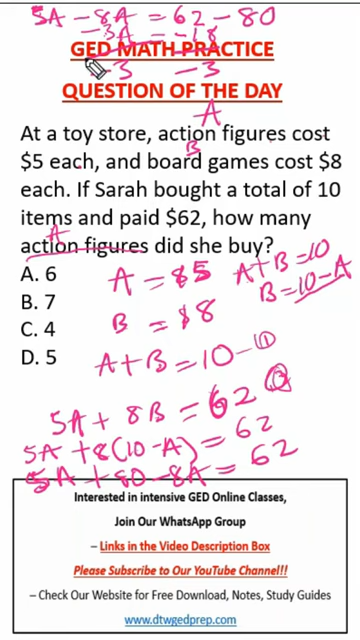 5A - 8A = 62 - 80
-3A = -18
GED MATH PRACTICE
-3 -3
QUESTION OF THE DAY
A
At a toy store, action figures cost
B
$5 each, and board games cost $8
each. If Sarah bought a total of 10
items and paid $62, how many
A
action figures did she buy?
A. 6
B. 7
C. 4
D. 5
A = $5
B = $8
A+B=10
B=10-A
A+B=10-①
5A + 8B = 62 ②
5A +8(10-A)= 62
5A + 80 - 8A = 62
Interested in intensive GED Online Classes,
Join Our WhatsApp Group
– Links in the Video Description Box
Please Subscribe to Our YouTube Channel!!
– Check Our Website for Free Download, Notes, Study Guides
www.dtwgedprep.com